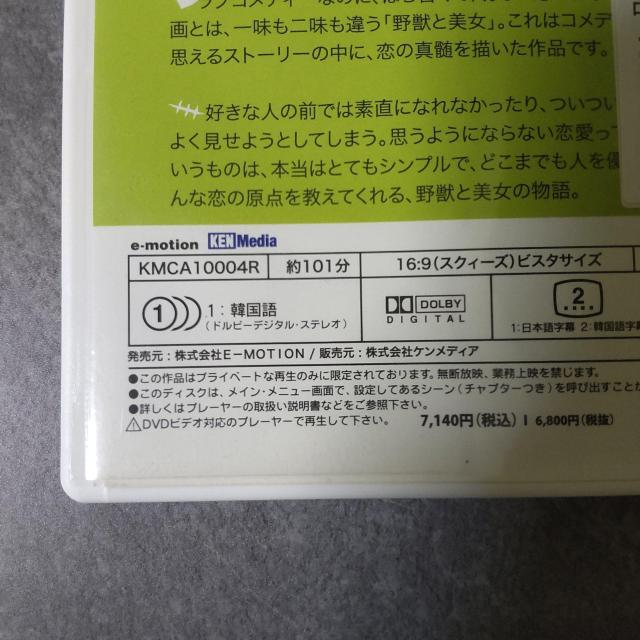 画とは、一味も二味も違う「野獣と美女」。これはコメデ
思えるストーリーの中に、恋の真髄を描いた作品です。
好きな人の前では素直になれなかったり、ついつい
よく見せようとしてしまう。思うようにならない恋愛っ
いうものは、本当はとてもシンプルで、どこまでも人を優
んな恋の原点を教えてくれる、野獣と美女の物語。
e-motion KEN Media
KMCA10004R 約101分 16:9(スクィーズ)ビスタサイズ
1 1:韓国語 DOLBY DIGITAL 2
(ドルビーデジタル・ステレオ) 1:日本語字幕 2:韓国語字
発売元:株式会社E-MOTION / 販売元:株式会社ケンメディア
●この作品はプライベートな再生のみに限定されております。無断放映、業務上映を禁じます。
●このディスクは、メイン・メニュー画面で、設定してあるシーン(チャプターつき)を呼び出すことが
●詳しくはプレーヤーの取扱い説明書などをご参照下さい。
⚠DVDビデオ対応のプレーヤーで再生して下さい。 7,140円(税込) | 6,800円(税抜)